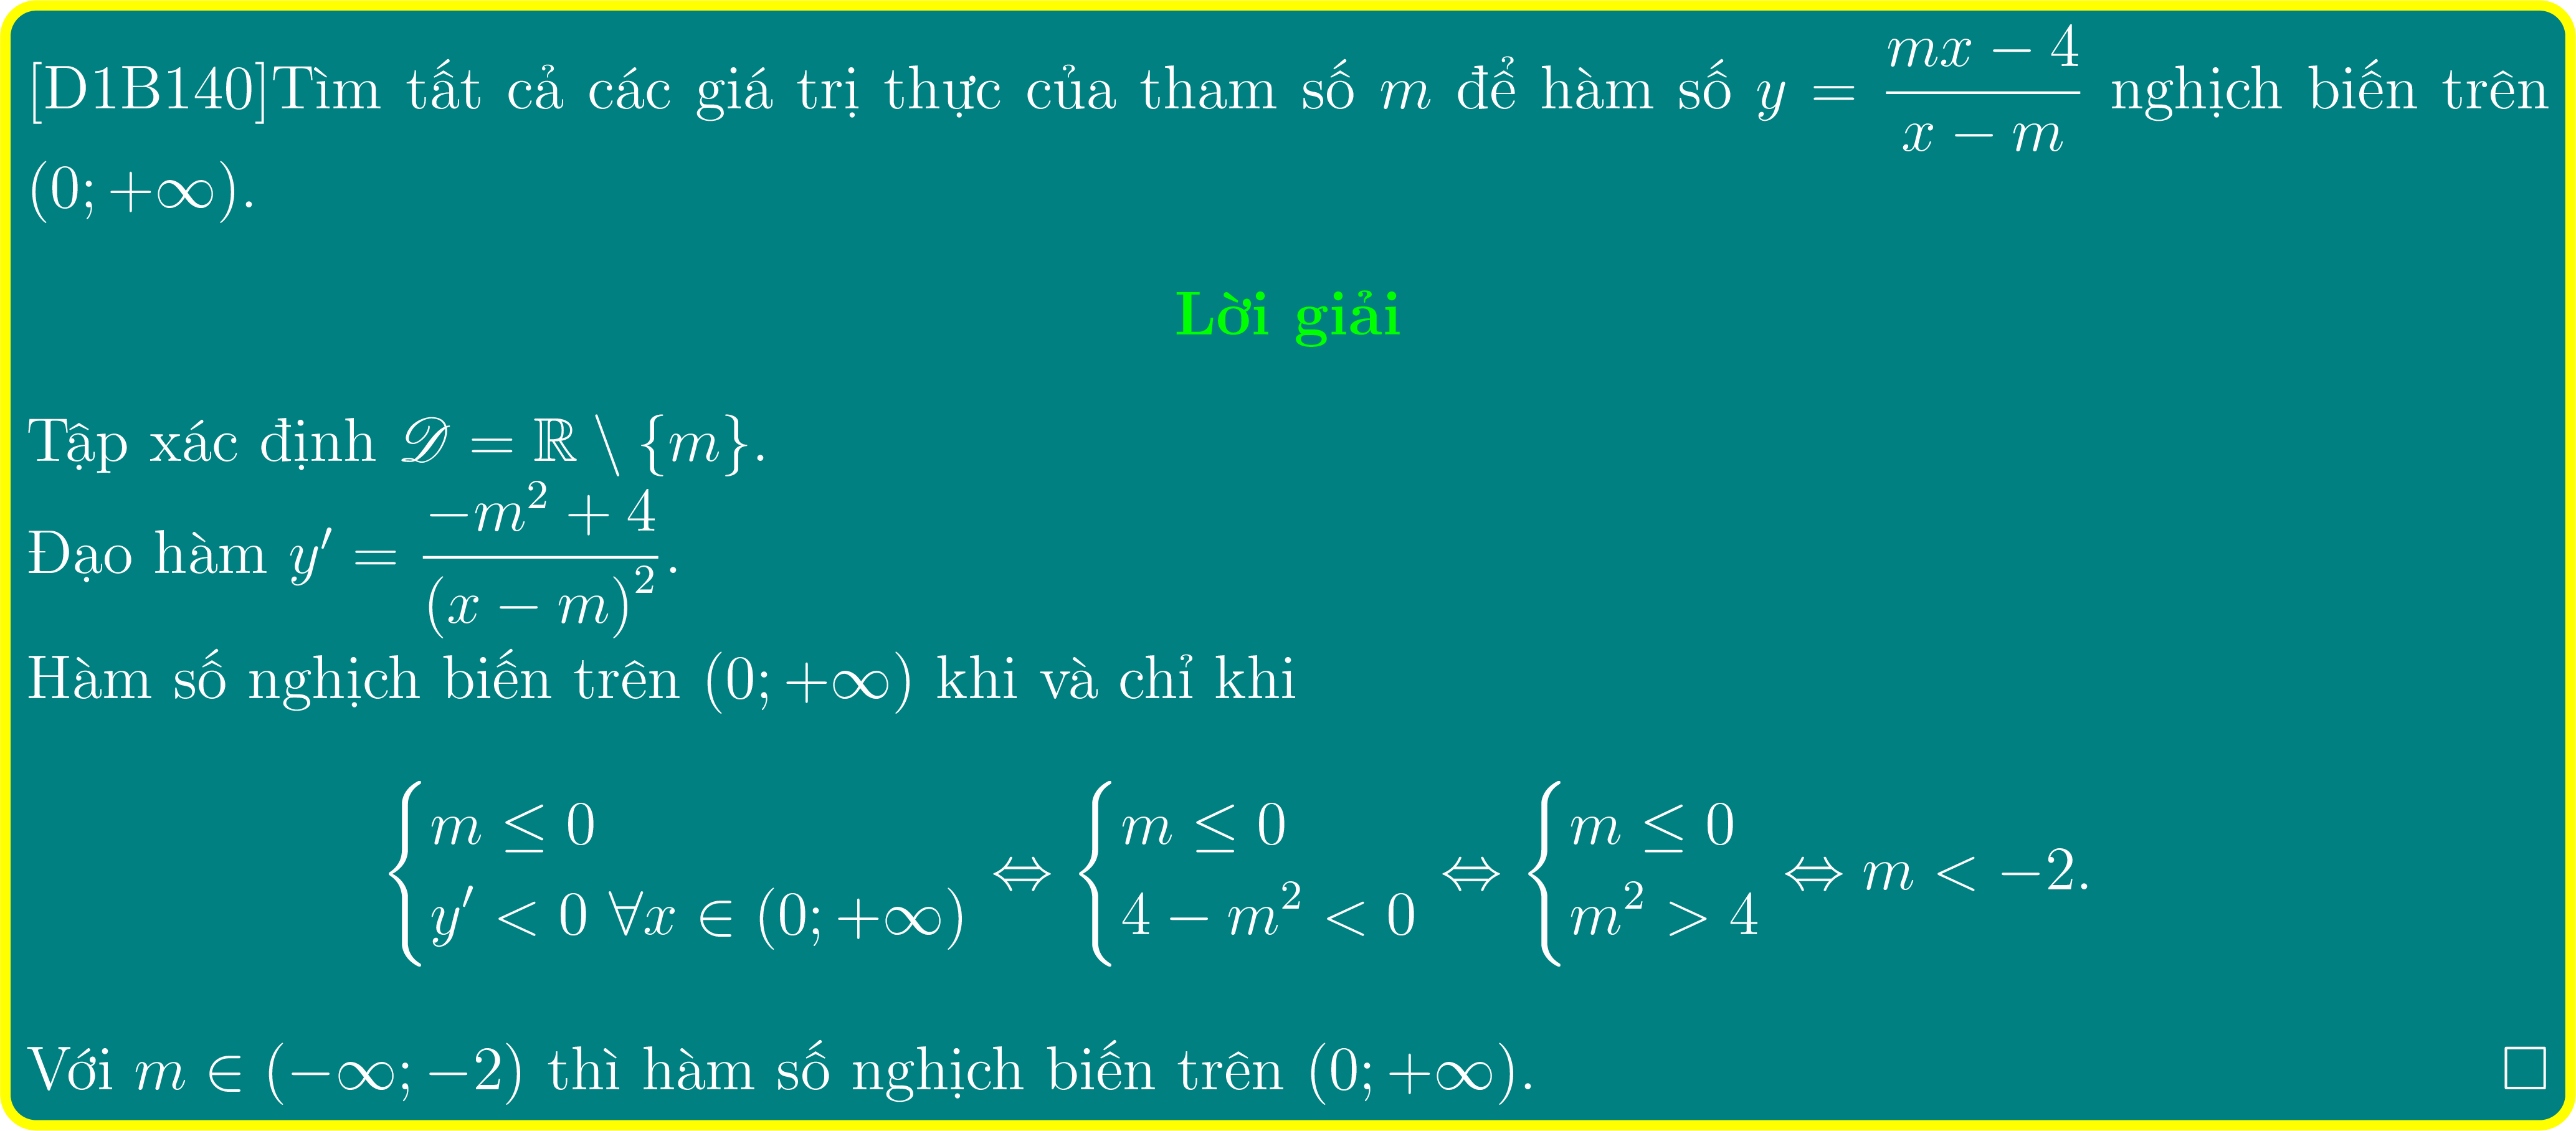 [D1B140]Tìm tất cả các giá trị thực của tham số $m$ để hàm số $y = \dfrac{mx-4}{x-m}$ nghịch biến trên
$(0;+\infty)$.
Lời giải
Tập xác định $\mathscr{D} = \mathbb{R} \setminus \{m\}$.
Đạo hàm $y' = \dfrac{-m^2+4}{(x-m)^2}$.
Hàm số nghịch biến trên $(0;+\infty)$ khi và chỉ khi
$\begin{cases} m \leq 0 \\ y' < 0 \ \forall x \in (0;+\infty) \end{cases} \Leftrightarrow \begin{cases} m \leq 0 \\ 4-m^2 < 0 \end{cases} \Leftrightarrow \begin{cases} m \leq 0 \\ m^2 > 4 \end{cases} \Leftrightarrow m < -2.$
Với $m \in (-\infty;-2)$ thì hàm số nghịch biến trên $(0;+\infty)$. □